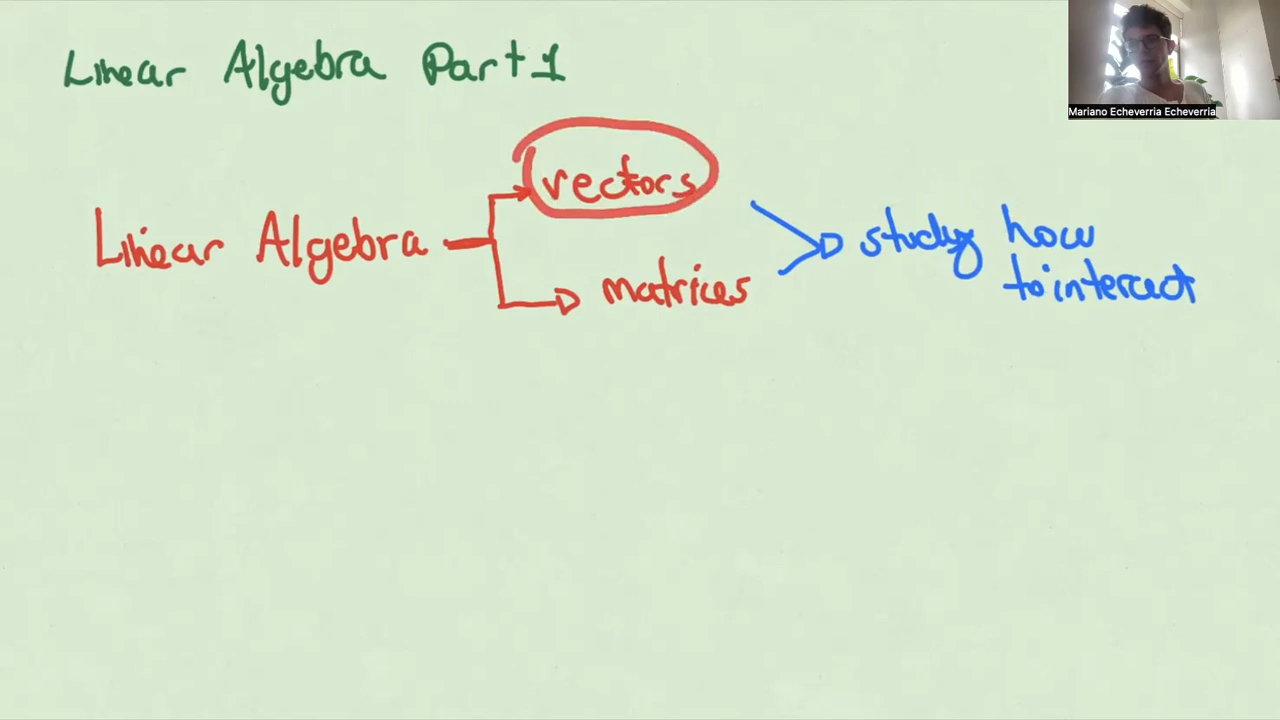 Linear Algebra Part 1
Mariano Echeverria Echeverria
vectors
Linear Algebra
matrices
study how
to interact